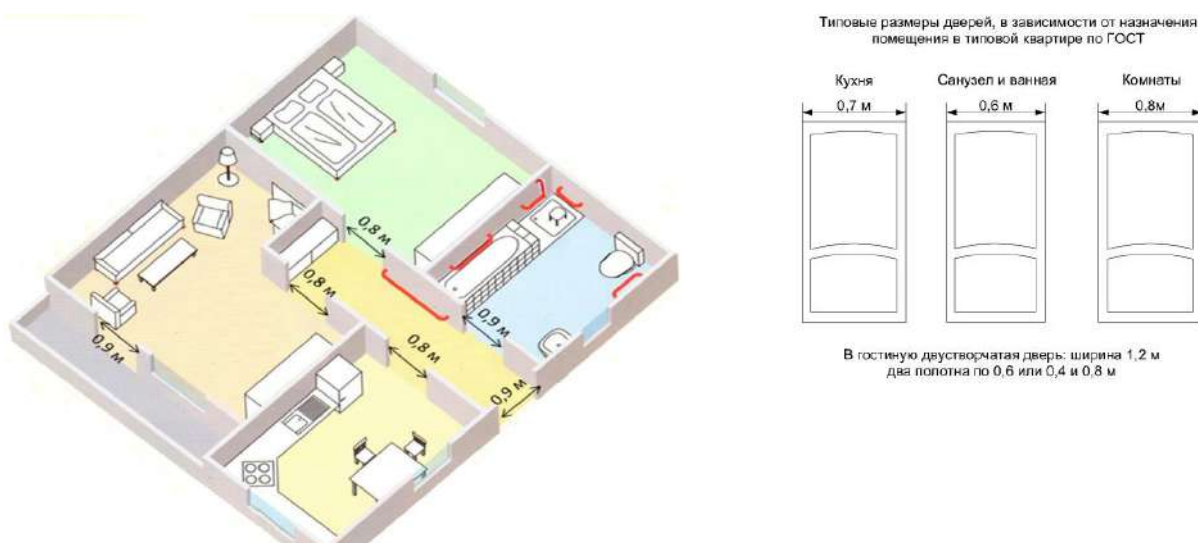 0,8 м
0,8 м
0,9 м
0,8 м
0,9 м
0,9 м
Типовые размеры дверей, в зависимости от назначения
помещения в типовой квартире по ГОСТ
Кухня Санузел и ванная Комнаты
0,7 м 0,6 м 0,8м
В гостиную двустворчатая дверь: ширина 1,2 м
два полотна по 0,6 или 0,4 и 0,8 м